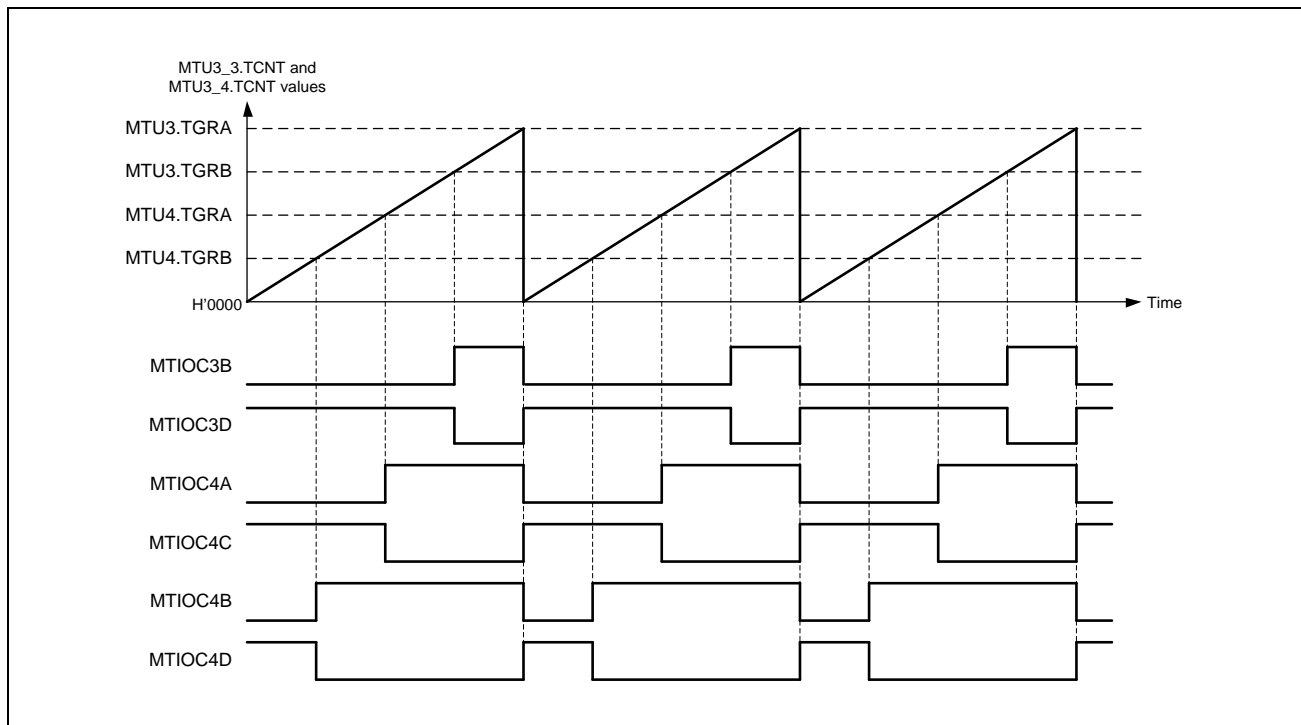 MTU3_3.TCNT and
MTU3_4.TCNT values
MTU3.TGRA
MTU3.TGRB
MTU4.TGRA
MTU4.TGRB
H'0000
Time
MTIOC3B
MTIOC3D
MTIOC4A
MTIOC4C
MTIOC4B
MTIOC4D